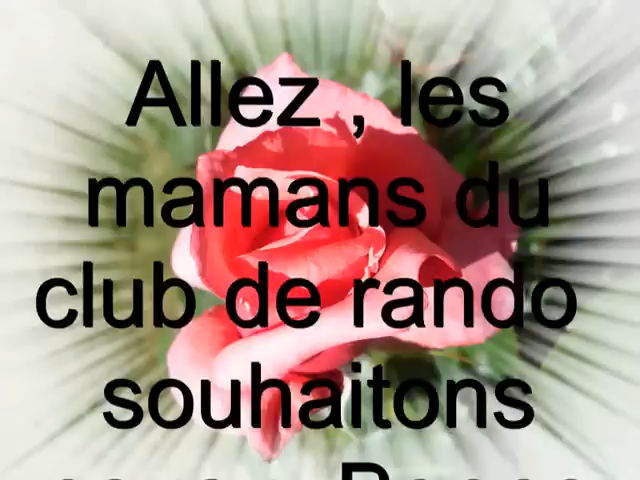 Allez , les
mamans du
club de rando
souhaitons